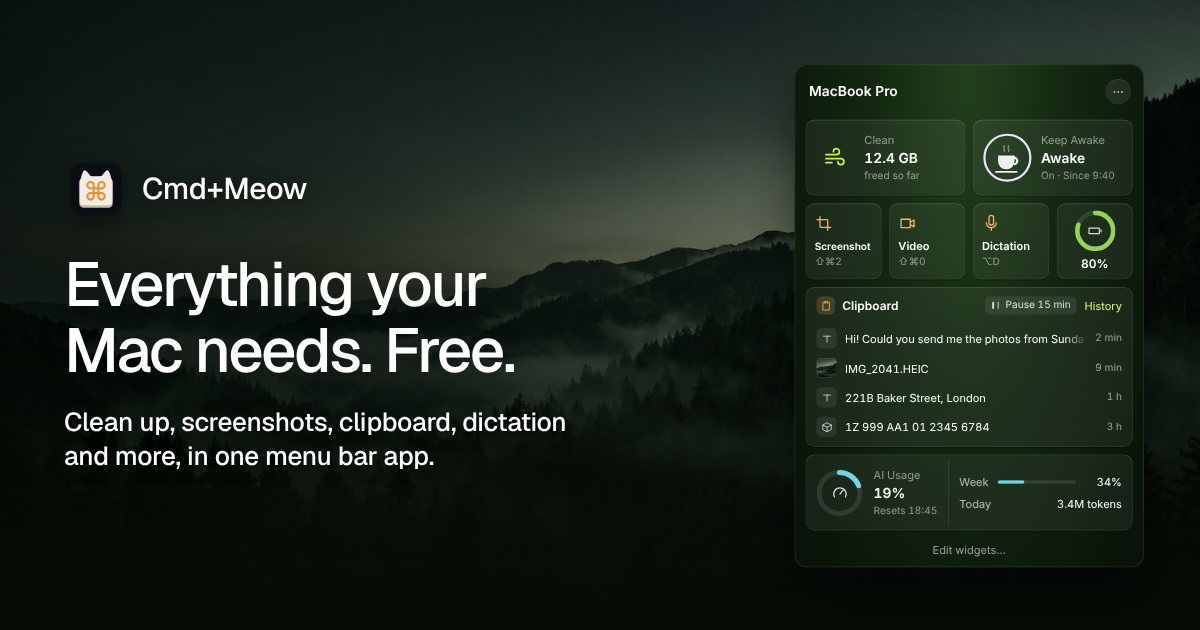 Cmd+Meow
Everything your
Mac needs. Free.
Clean up, screenshots, clipboard, dictation
and more, in one menu bar app.
MacBook Pro
Clean
12.4 GB
freed so far
Keep Awake
Awake
On · Since 9:40
Screenshot
⇧⌘2
Video
⇧⌘0
Dictation
⌥D
80%
Clipboard
Pause 15 min
History
Hi! Could you send me the photos from Sunda
2 min
IMG_2041.HEIC
9 min
221B Baker Street, London
1 h
1Z 999 AA1 01 2345 6784
3 h
AI Usage
19%
Resets 18:45
Week
34%
Today
3.4M tokens
Edit widgets...